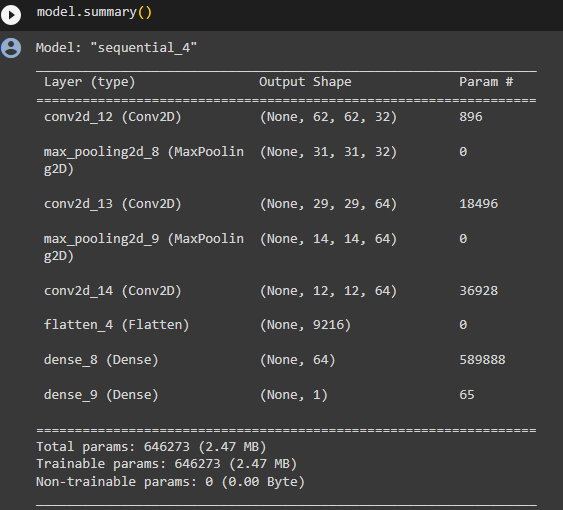 model.summary()
Model: "sequential_4"
_________________________________________________________________
Layer (type) Output Shape Param #
=================================================================
conv2d_12 (Conv2D) (None, 62, 62, 32) 896
max_pooling2d_8 (MaxPoolin (None, 31, 31, 32) 0
g2D)
conv2d_13 (Conv2D) (None, 29, 29, 64) 18496
max_pooling2d_9 (MaxPoolin (None, 14, 14, 64) 0
g2D)
conv2d_14 (Conv2D) (None, 12, 12, 64) 36928
flatten_4 (Flatten) (None, 9216) 0
dense_8 (Dense) (None, 64) 589888
dense_9 (Dense) (None, 1) 65
=================================================================
Total params: 646273 (2.47 MB)
Trainable params: 646273 (2.47 MB)
Non-trainable params: 0 (0.00 Byte)
_________________________________________________________________